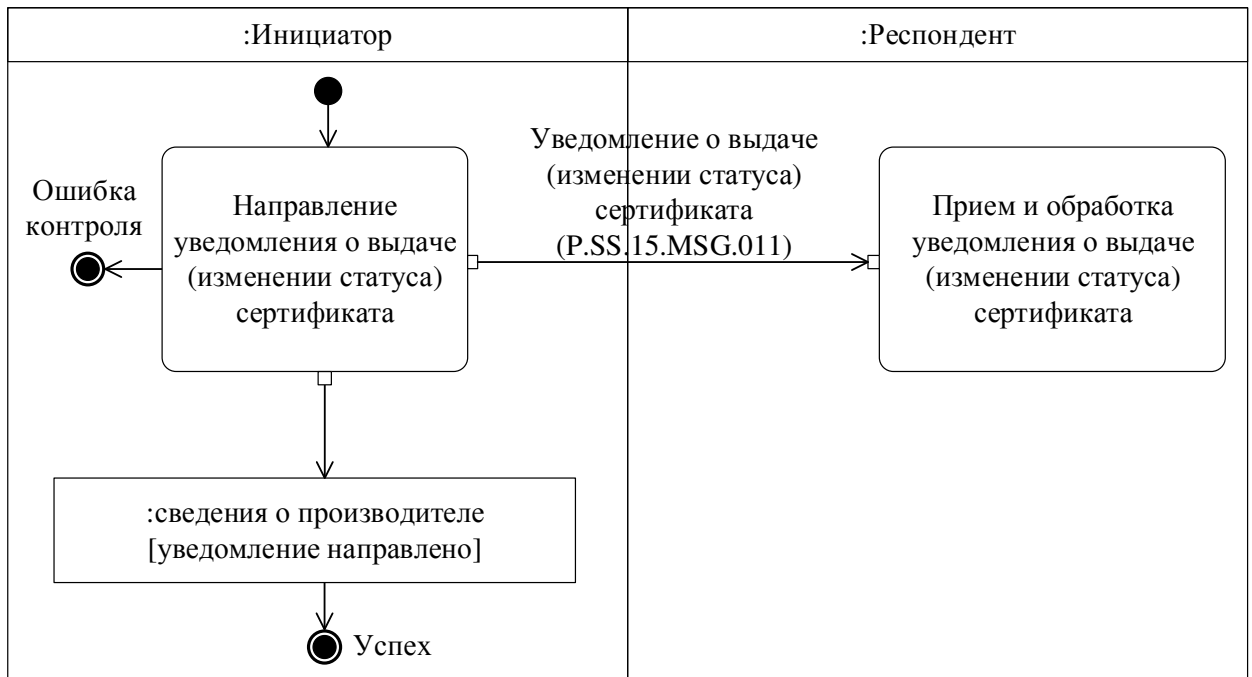 :Инициатор
:Респондент
Ошибка
контроля
Направление
уведомления о выдаче
(изменении статуса)
сертификата
Уведомление о выдаче
(изменении статуса)
сертификата
(P.SS.15.MSG.011)
Прием и обработка
уведомления о выдаче
(изменении статуса)
сертификата
:сведения о производителе
[уведомление направлено]
Успех